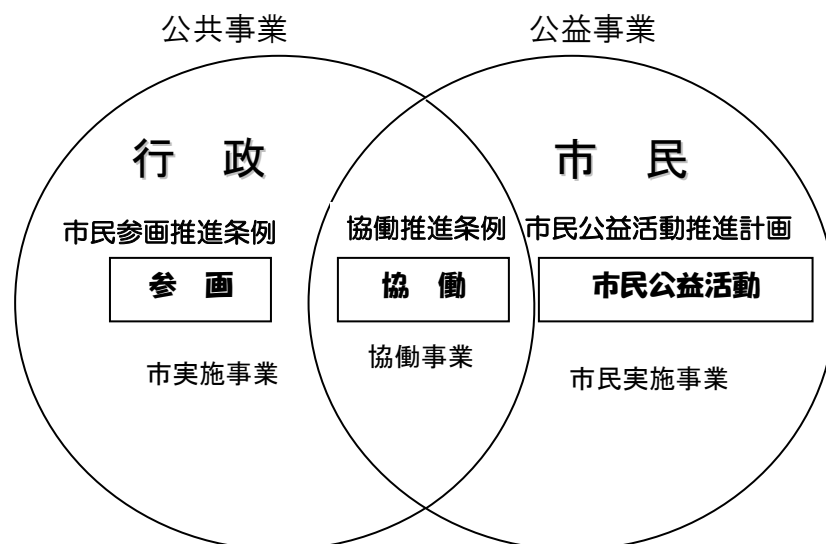 公共事業
公益事業
行 政
市 民
市民参画推進条例
協働推進条例
市民公益活動推進計画
参 画
協 働
市民公益活動
市実施事業
協働事業
市民実施事業